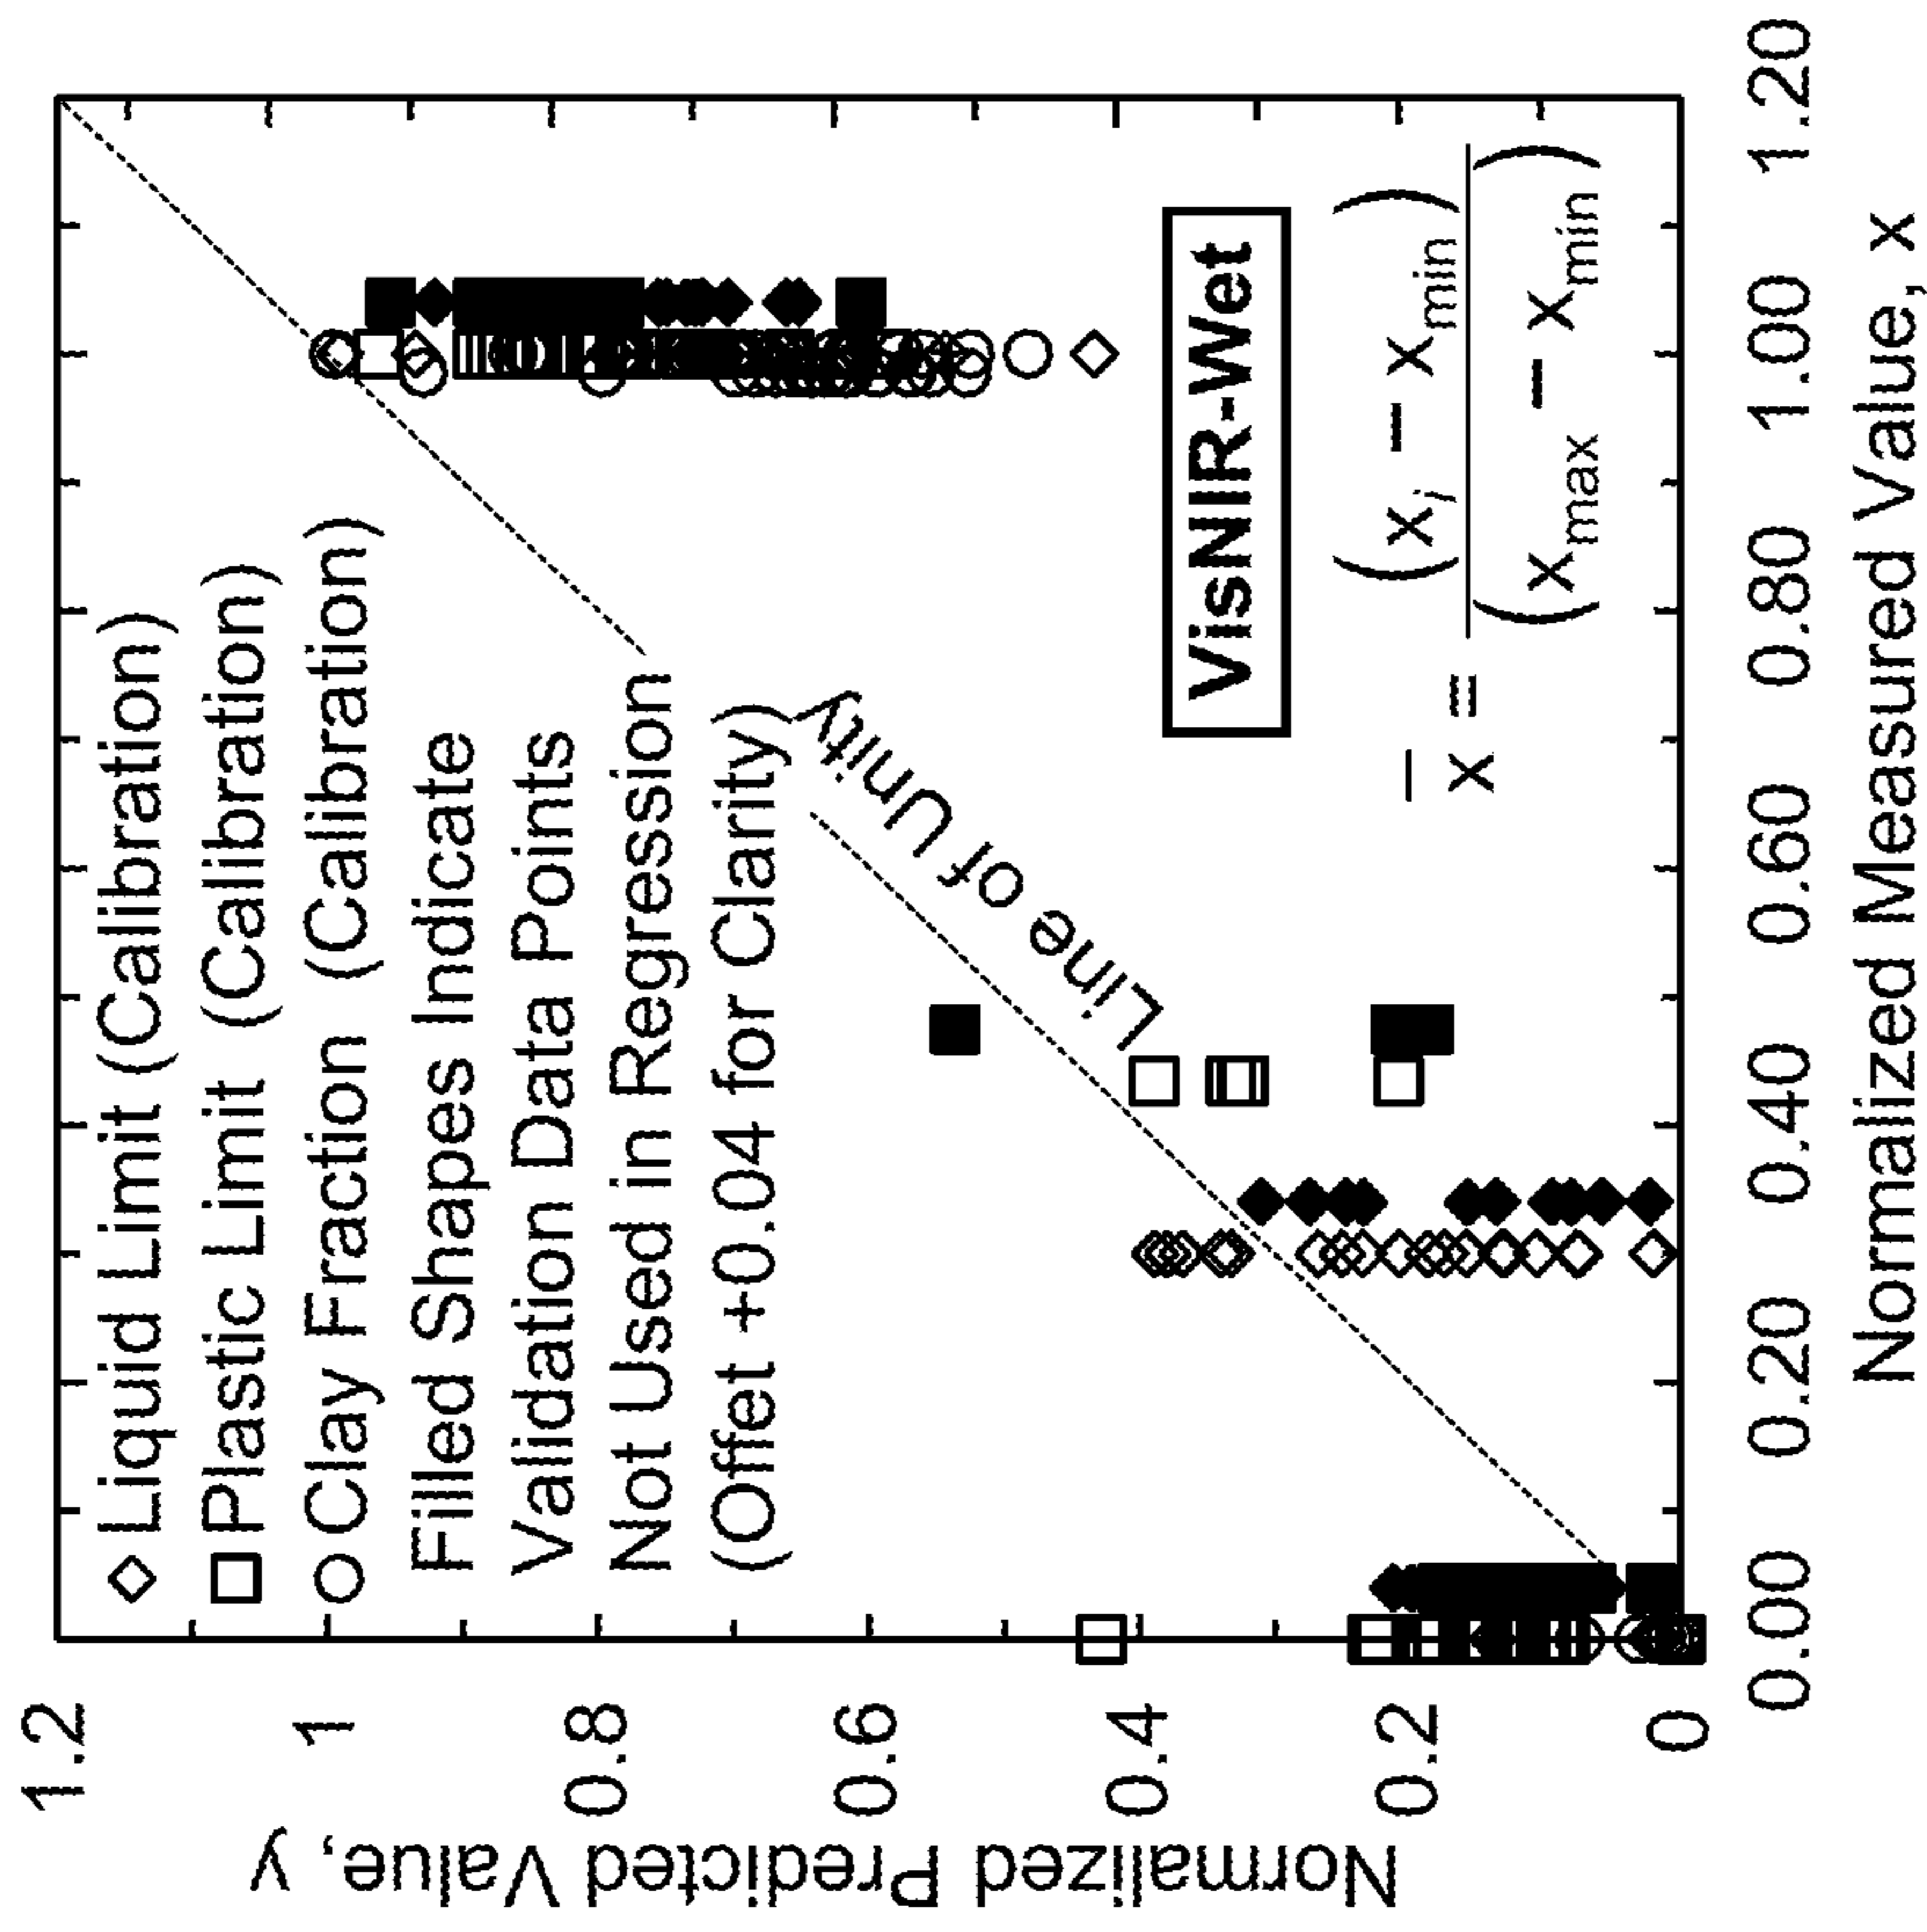 Liquid Limit (Calibration)
Plastic Limit (Calibration)
Clay Fraction (Calibration)
Filled Shapes Indicate
Validation Data Points
Not Used in Regression
(Offet +0.04 for Clarity)
Line of Unity
VisNIR-Wet
x̄ = (xᵢ − x_min) / (x_max − x_min)
1.2
1
0.8
0.6
0.4
0.2
0
Normalized Predicted Value, y
0.00 0.20 0.40 0.60 0.80 1.00 1.20
Normalized Measured Value, x